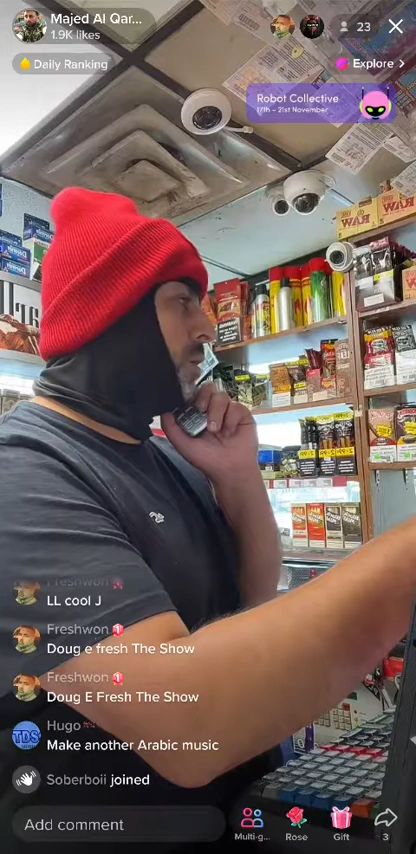 Majed Al Qar...
1.9K likes
23
Daily Ranking
Explore
Robot Collective
17th - 21st November
RAW
RAW
Freshwon
LL cool J
Freshwon
Doug e fresh The Show
Freshwon
Doug E Fresh The Show
Hugo
TDS
Make another Arabic music
Soberboii joined
Add comment
Multi-g...
Rose
Gift
3